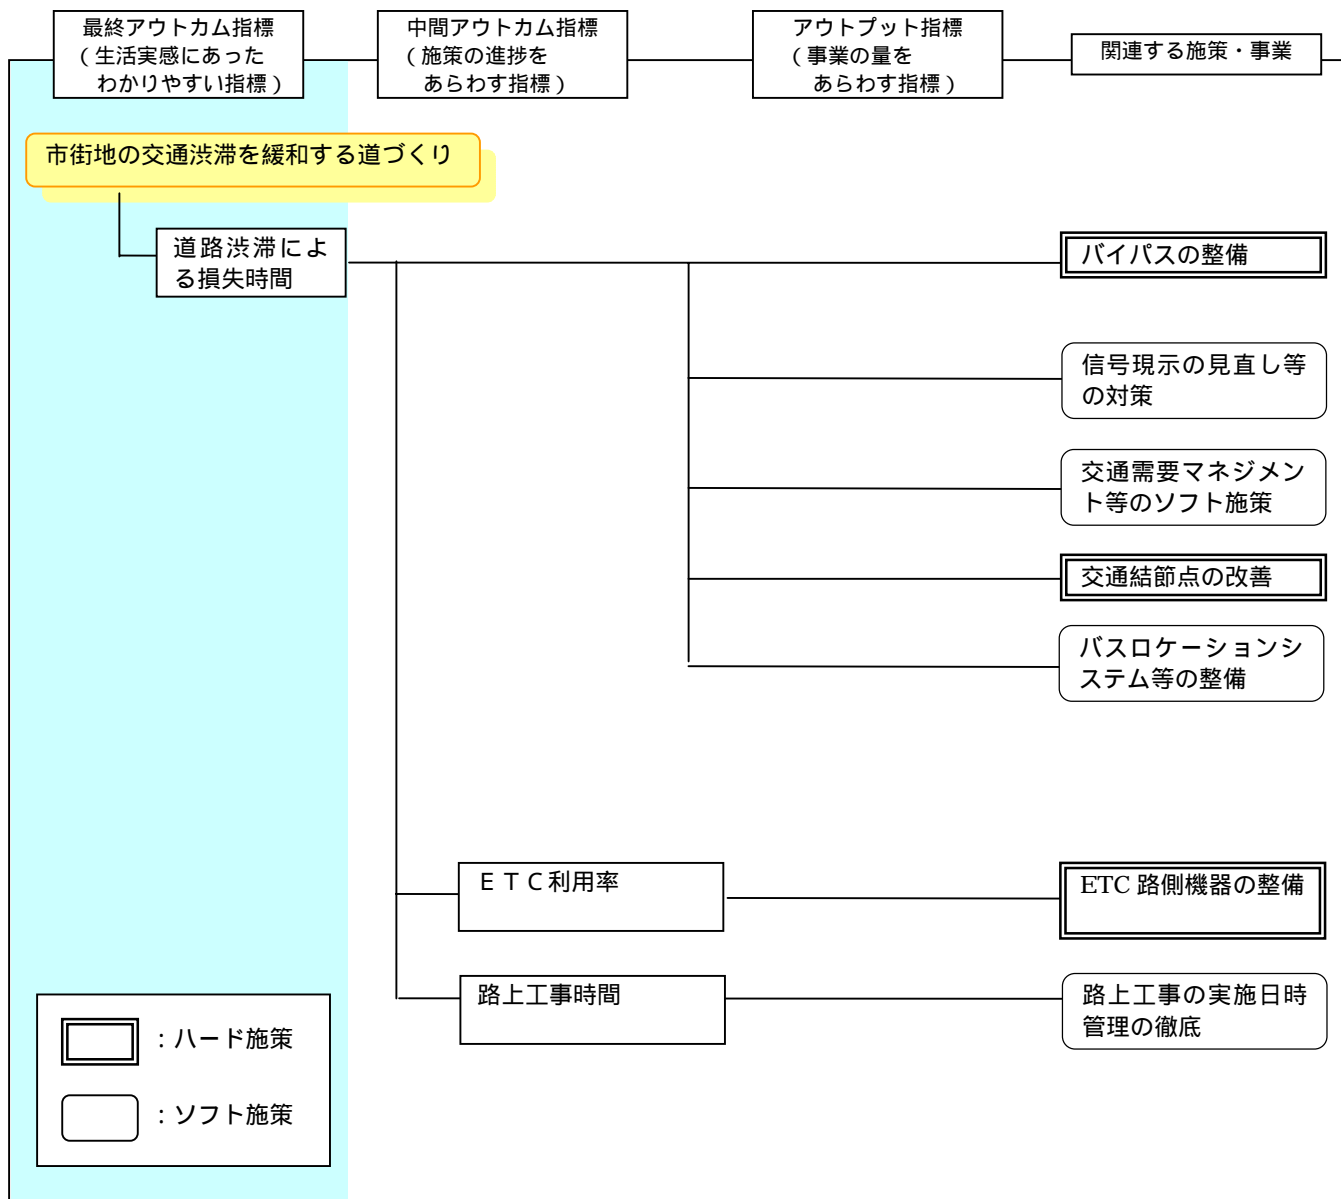 最終アウトカム指標
(生活実感にあった
わかりやすい指標)
中間アウトカム指標
(施策の進捗を
あらわす指標)
アウトプット指標
(事業の量を
あらわす指標)
関連する施策・事業
市街地の交通渋滞を緩和する道づくり
道路渋滞によ
る損失時間
バイパスの整備
信号現示の見直し等
の対策
交通需要マネジメン
ト等のソフト施策
交通結節点の改善
バスロケーションシ
ステム等の整備
ETC利用率
ETC 路側機器の整備
路上工事時間
路上工事の実施日時
管理の徹底
:ハード施策
:ソフト施策